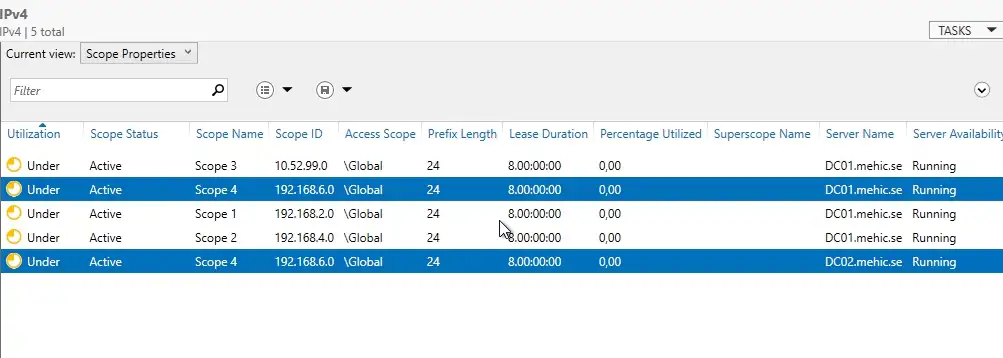 IPv4
IPv4 | 5 total
TASKS
Current view: Scope Properties
Filter
Utilization Scope Status Scope Name Scope ID Access Scope Prefix Length Lease Duration Percentage Utilized Superscope Name Server Name Server Availability
Under Active Scope 3 10.52.99.0 \Global 24 8.00:00:00 0,00 DC01.mehic.se Running
Under Active Scope 4 192.168.6.0 \Global 24 8.00:00:00 0,00 DC01.mehic.se Running
Under Active Scope 1 192.168.2.0 \Global 24 8.00:00:00 0,00 DC01.mehic.se Running
Under Active Scope 2 192.168.4.0 \Global 24 8.00:00:00 0,00 DC01.mehic.se Running
Under Active Scope 4 192.168.6.0 \Global 24 8.00:00:00 0,00 DC02.mehic.se Running